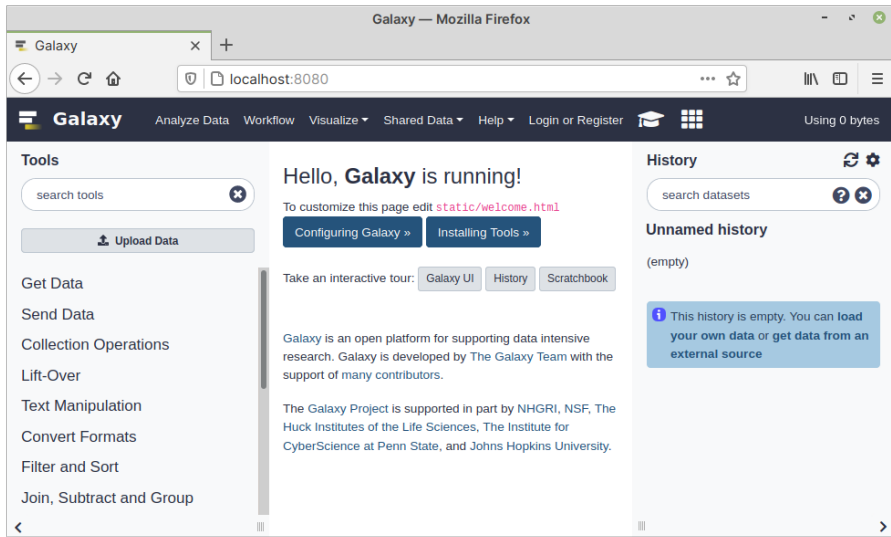 Galaxy — Mozilla Firefox
Galaxy
localhost:8080
Galaxy Analyze Data Workflow Visualize Shared Data Help Login or Register Using 0 bytes
Tools
search tools
Upload Data
Get Data
Send Data
Collection Operations
Lift-Over
Text Manipulation
Convert Formats
Filter and Sort
Join, Subtract and Group
Hello, Galaxy is running!
To customize this page edit static/welcome.html
Configuring Galaxy » Installing Tools »
Take an interactive tour: Galaxy UI History Scratchbook
Galaxy is an open platform for supporting data intensive
research. Galaxy is developed by The Galaxy Team with the
support of many contributors.
The Galaxy Project is supported in part by NHGRI, NSF, The
Huck Institutes of the Life Sciences, The Institute for
CyberScience at Penn State, and Johns Hopkins University.
History
search datasets
Unnamed history
(empty)
This history is empty. You can load
your own data or get data from an
external source